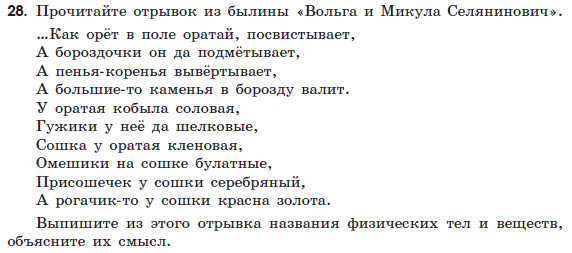 28. Прочитайте отрывок из былины «Вольга и Микула Селянинович».
...Как орёт в поле оратай, посвистывает,
А бороздочки он да подмётывает,
А пенья-коренья вывёртывает,
А большие-то каменья в борозду валит.
У оратая кобыла соловая,
Гужики у неё да шелковые,
Сошка у оратая кленовая,
Омешики на сошке булатные,
Присошечек у сошки серебряный,
А рогачик-то у сошки красна золота.
Выпишите из этого отрывка названия физических тел и веществ,
объясните их смысл.